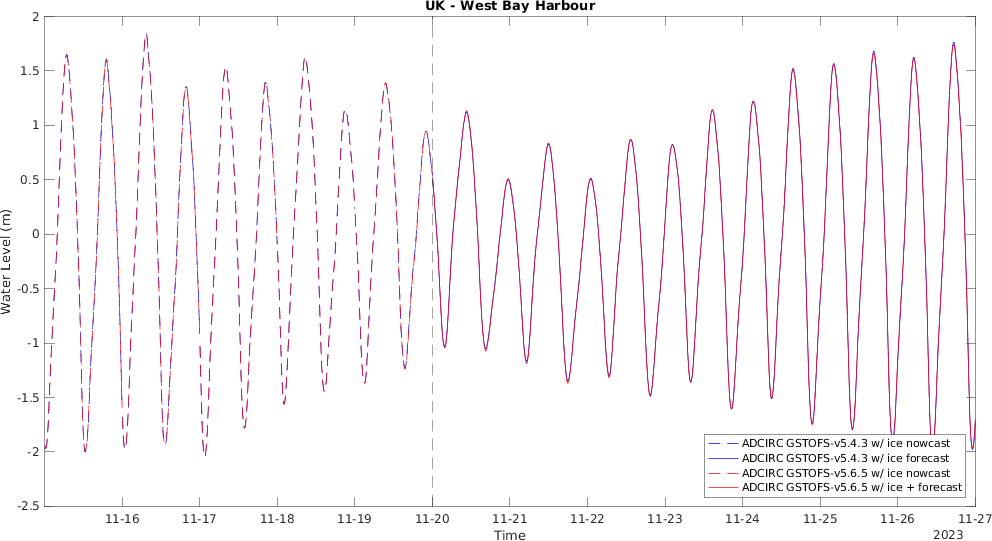 UK - West Bay Harbour
2
1.5
1
0.5
0
-0.5
-1
-1.5
-2
-2.5
Water Level (m)
ADCIRC GSTOFS-v5.4.3 w/ ice nowcast
ADCIRC GSTOFS-v5.4.3 w/ ice forecast
ADCIRC GSTOFS-v5.6.5 w/ ice nowcast
ADCIRC GSTOFS-v5.6.5 w/ ice + forecast
11-16 11-17 11-18 11-19 11-20 11-21 11-22 11-23 11-24 11-25 11-26 11-27
Time
2023